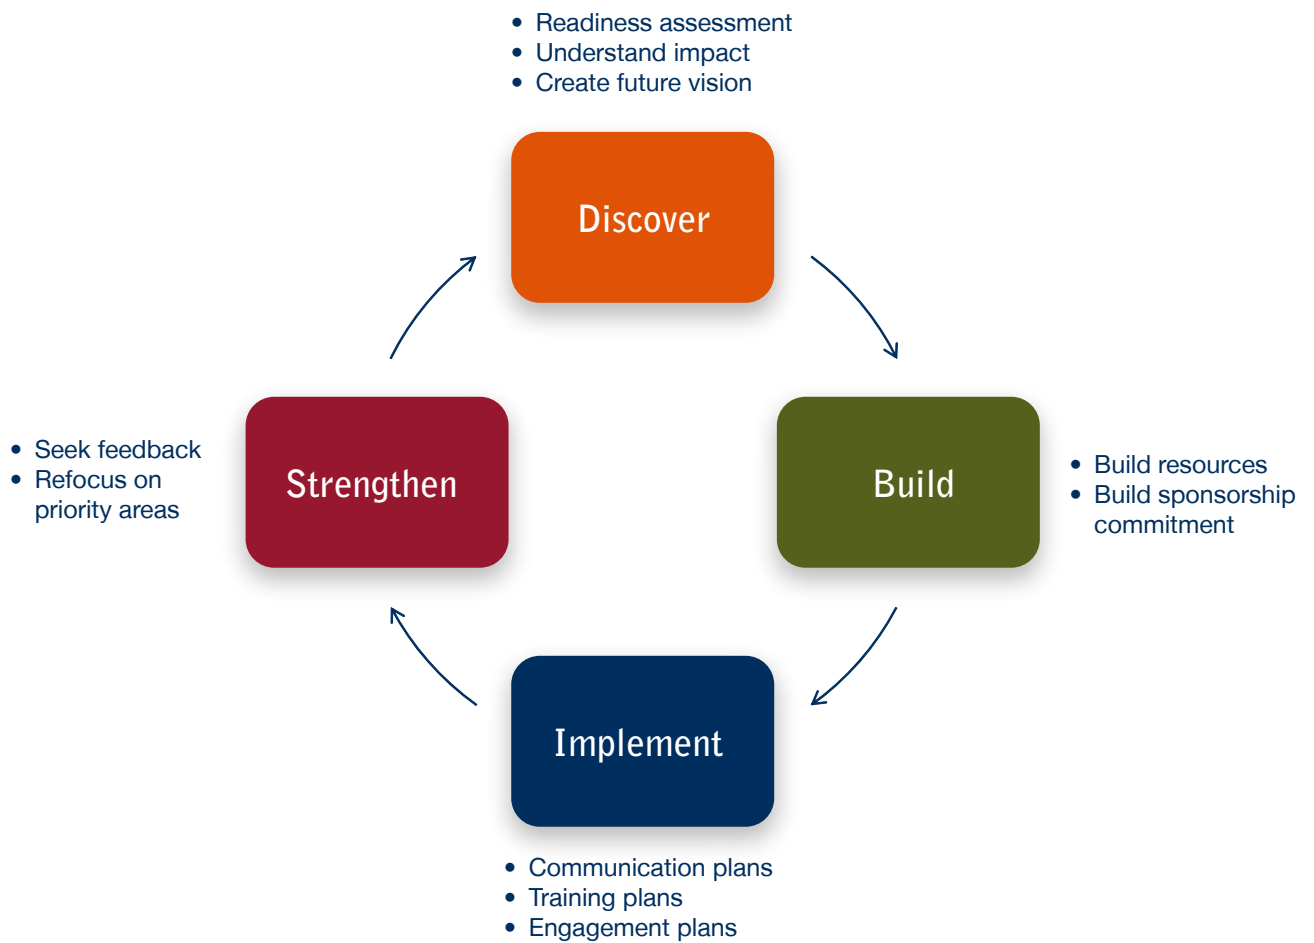 • Readiness assessment
• Understand impact
• Create future vision
Discover
• Seek feedback
• Refocus on
priority areas
Strengthen
Build
• Build resources
• Build sponsorship
commitment
Implement
• Communication plans
• Training plans
• Engagement plans